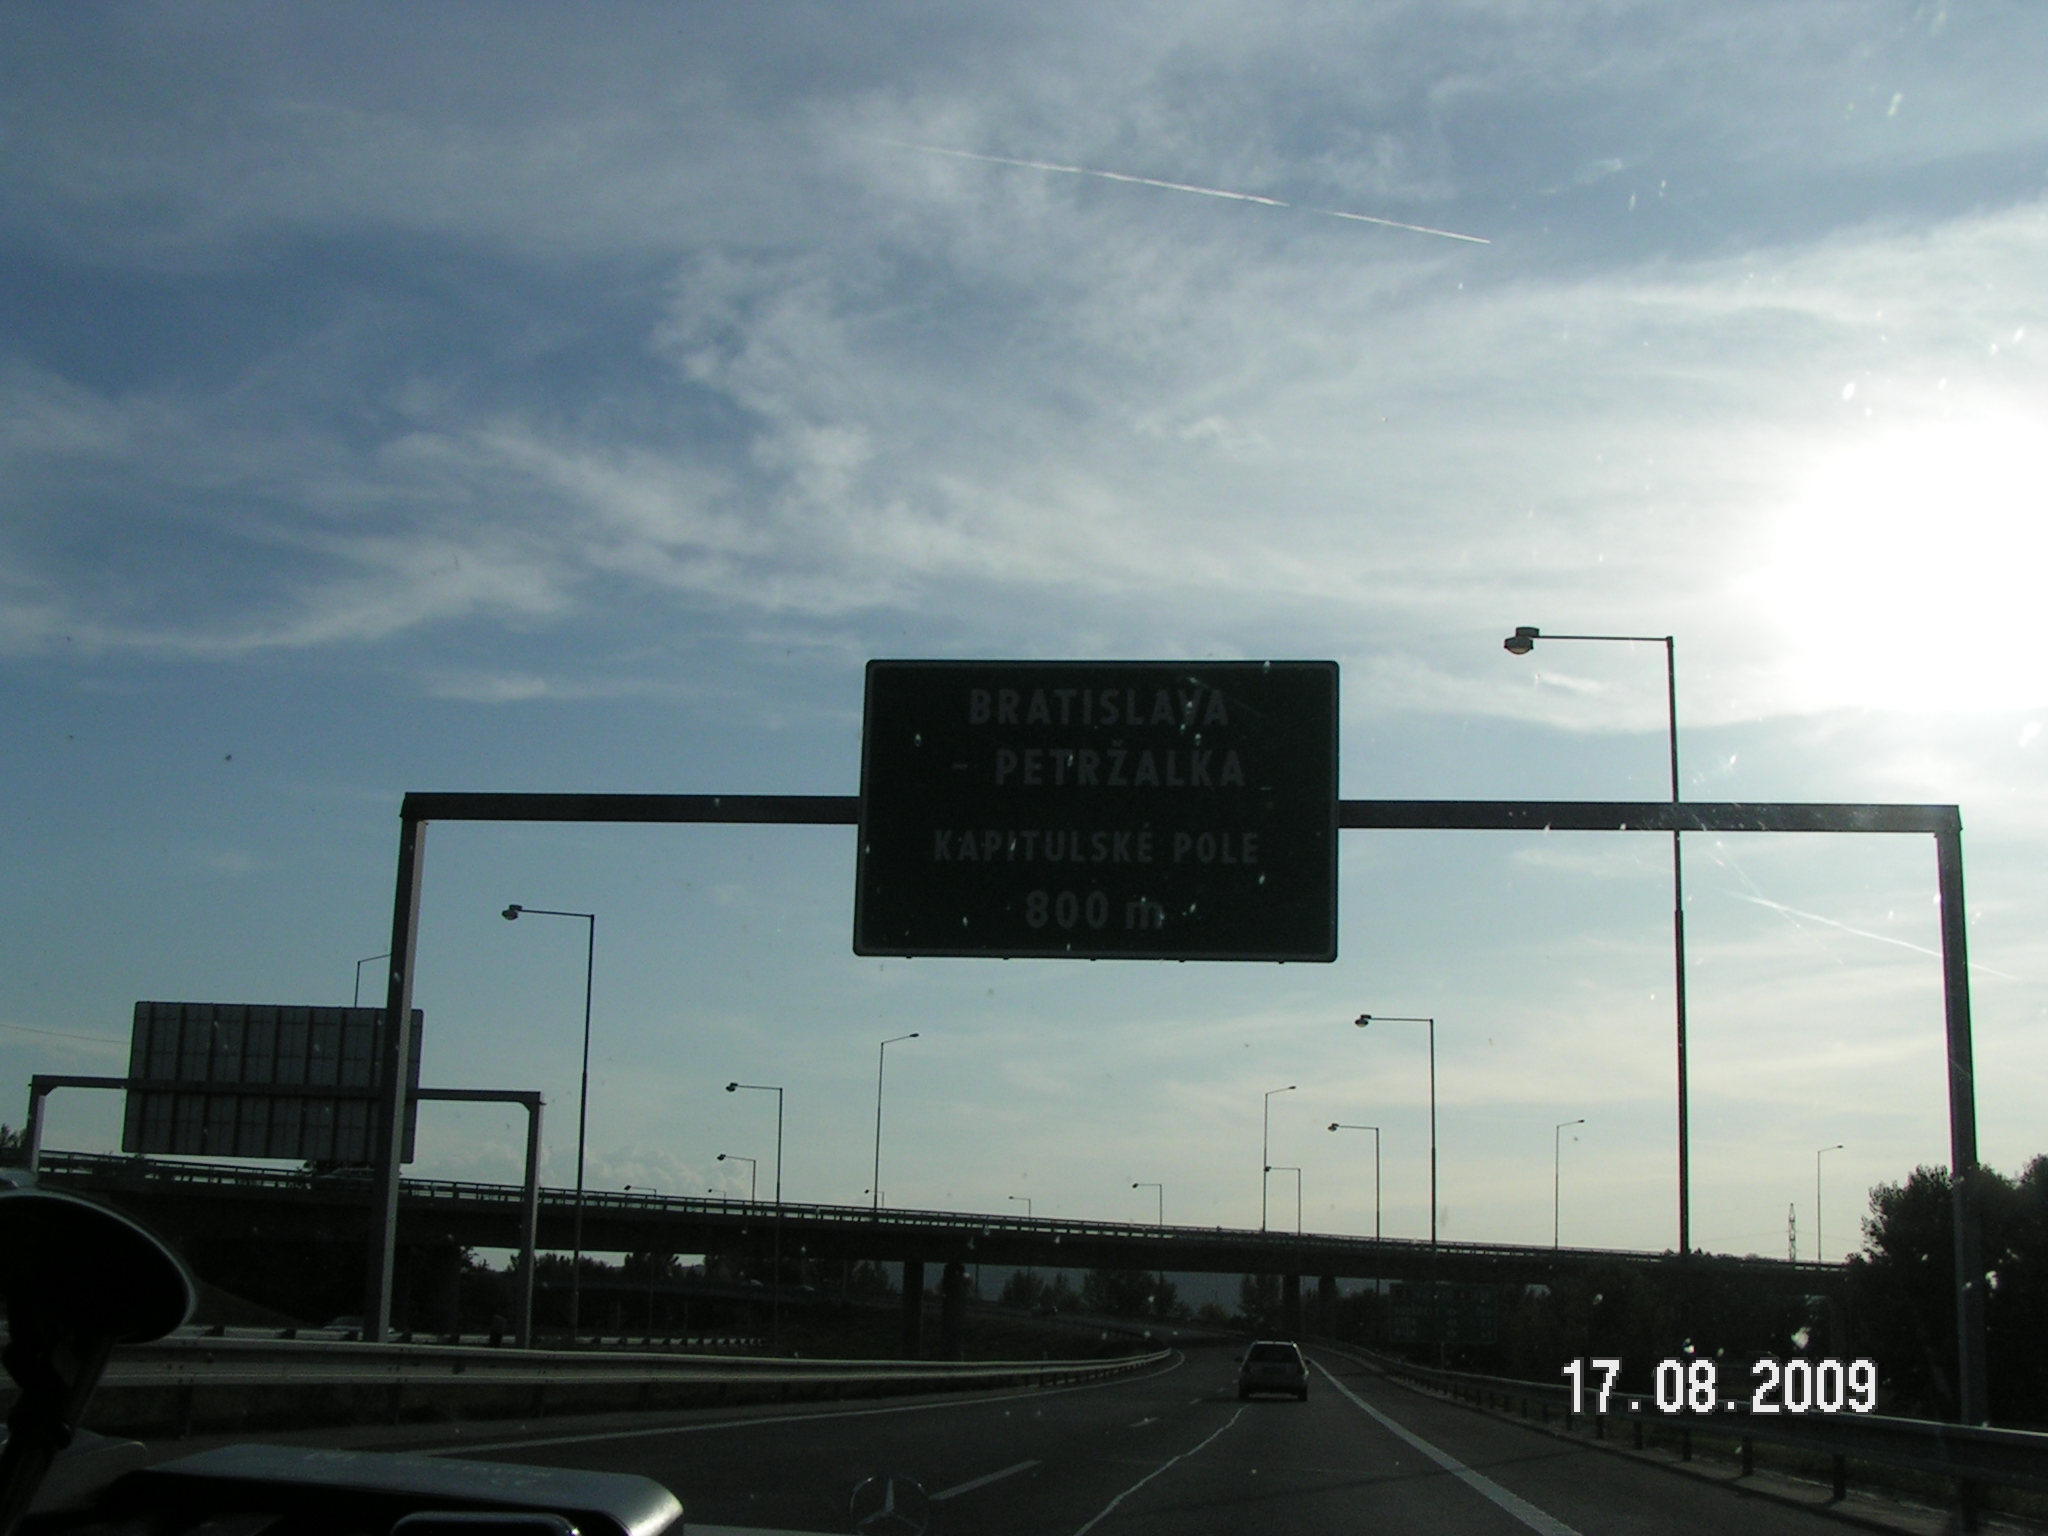 BRATISLAVA
- PETRŽALKA
KAPITULSKÉ POLE
800 m
17.08.2009